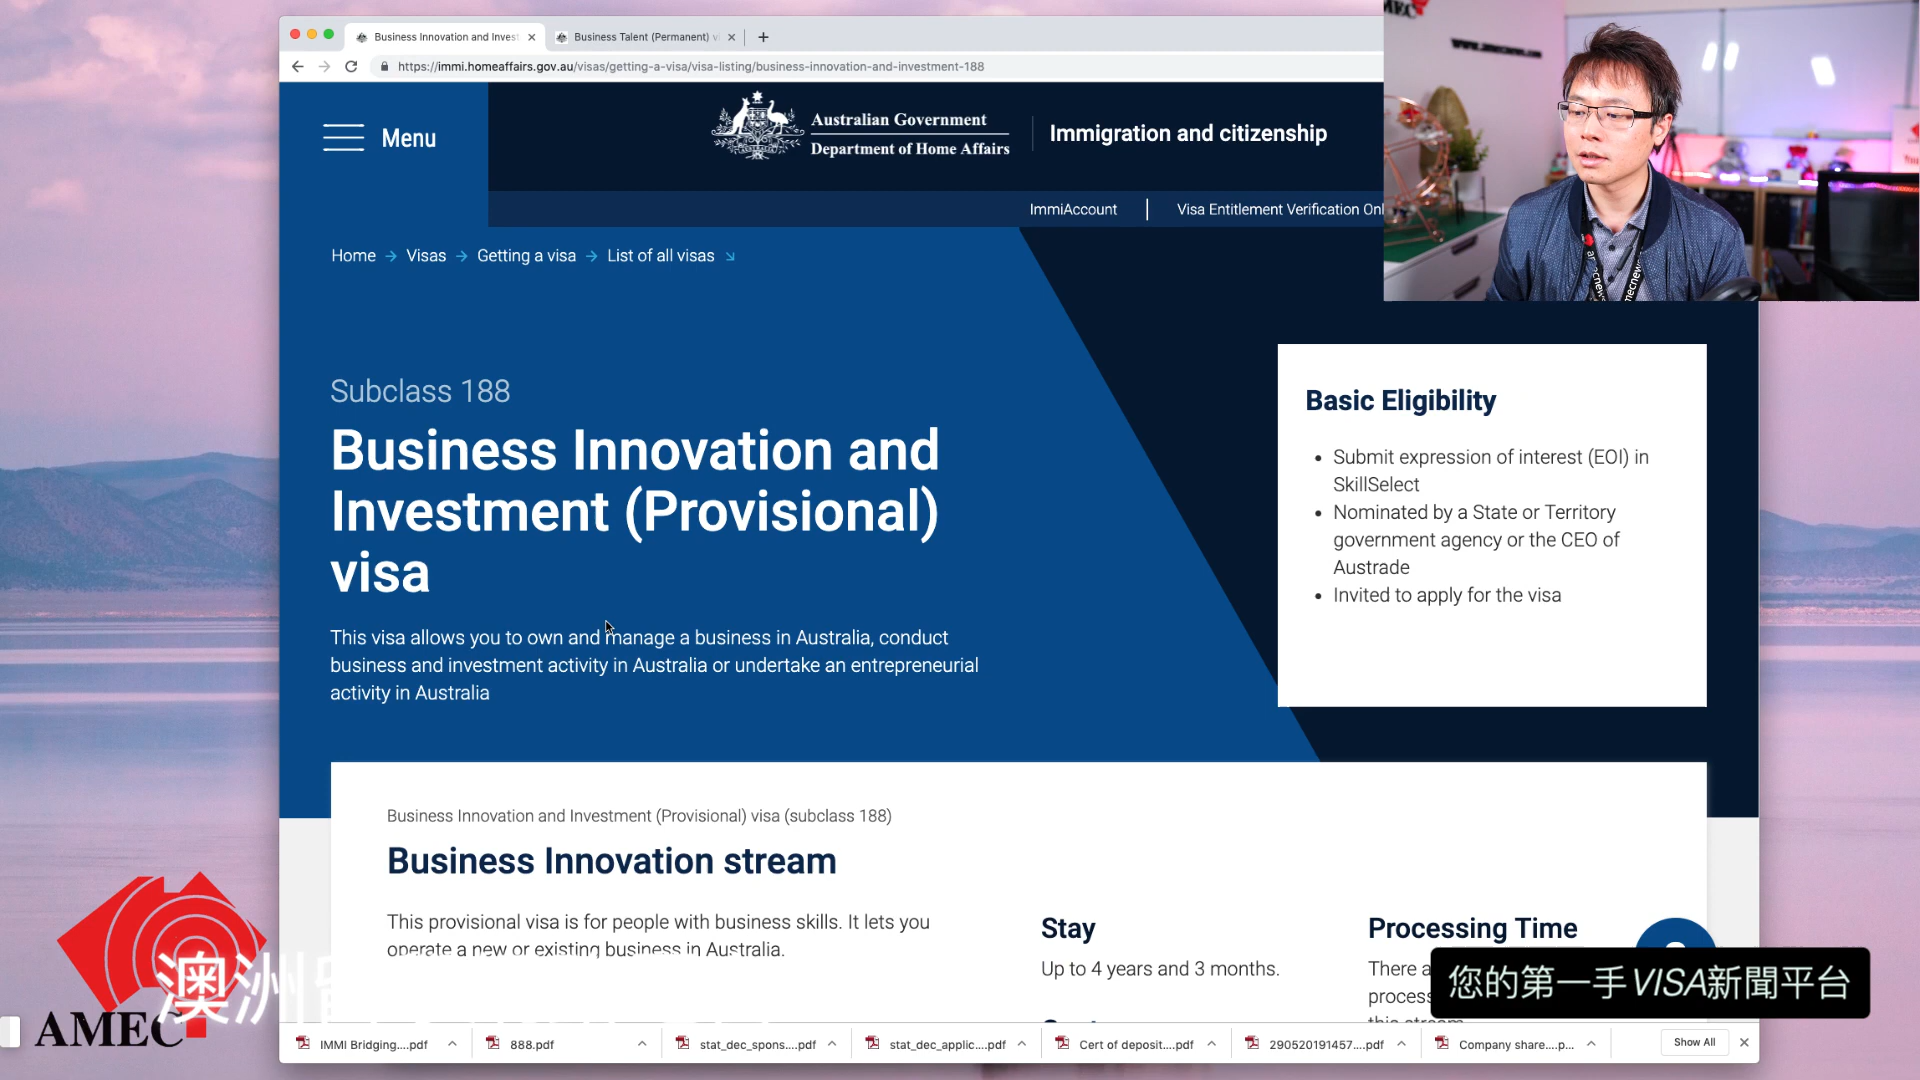 Business Innovation and Invest
Business Talent (Permanent) v
https://immi.homeaffairs.gov.au/visas/getting-a-visa/visa-listing/business-innovation-and-investment-188
Menu
Australian Government
Department of Home Affairs
Immigration and citizenship
ImmiAccount
Visa Entitlement Verification Onl
Home → Visas → Getting a visa → List of all visas
Subclass 188
Business Innovation and
Investment (Provisional)
visa
This visa allows you to own and manage a business in Australia, conduct
business and investment activity in Australia or undertake an entrepreneurial
activity in Australia
Basic Eligibility
• Submit expression of interest (EOI) in
SkillSelect
• Nominated by a State or Territory
government agency or the CEO of
Austrade
• Invited to apply for the visa
Business Innovation and Investment (Provisional) visa (subclass 188)
Business Innovation stream
This provisional visa is for people with business skills. It lets you
operate a new or existing business in Australia.
Stay
Up to 4 years and 3 months.
Processing Time
There a
process
this stream
您的第一手VISA新聞平台
澳洲
AMEC
IMMI Bridging....pdf
888.pdf
stat_dec_spons....pdf
stat_dec_applic....pdf
Cert of deposit....pdf
290520191457....pdf
Company share....p...
Show All